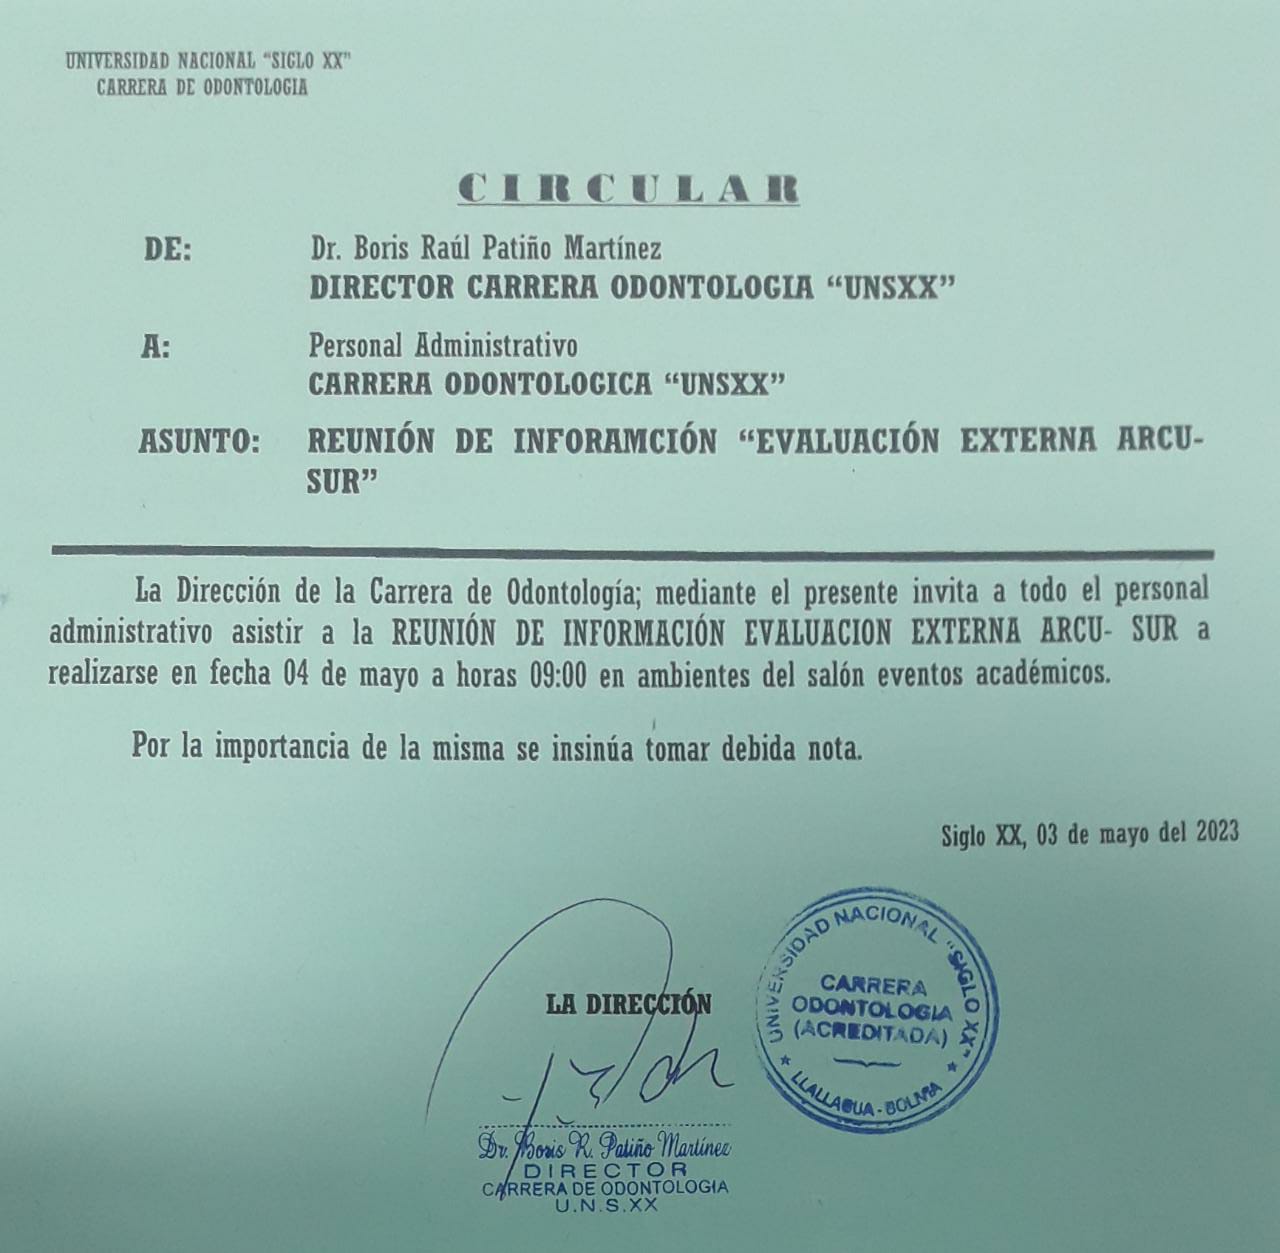 UNIVERSIDAD NACIONAL "SIGLO XX"
CARRERA DE ODONTOLOGIA
CIRCULAR
DE: Dr. Boris Raúl Patiño Martínez
DIRECTOR CARRERA ODONTOLOGIA "UNSXX"
A: Personal Administrativo
CARRERA ODONTOLOGICA "UNSXX"
ASUNTO: REUNIÓN DE INFORAMCIÓN "EVALUACIÓN EXTERNA ARCU-
SUR"
La Dirección de la Carrera de Odontología; mediante el presente invita a todo el personal
administrativo asistir a la REUNIÓN DE INFORMACIÓN EVALUACION EXTERNA ARCU- SUR a
realizarse en fecha 04 de mayo a horas 09:00 en ambientes del salón eventos académicos.
Por la importancia de la misma se insinúa tomar debida nota.
Siglo XX, 03 de mayo del 2023
LA DIRECCIÓN
Dr. Boris R. Patiño Martínez
DIRECTOR
CARRERA DE ODONTOLOGIA
U.N.S.XX
UNIVERSIDAD NACIONAL "SIGLO XX"
CARRERA
ODONTOLOGIA
(ACREDITADA)
LLALLAGUA - BOLIVIA